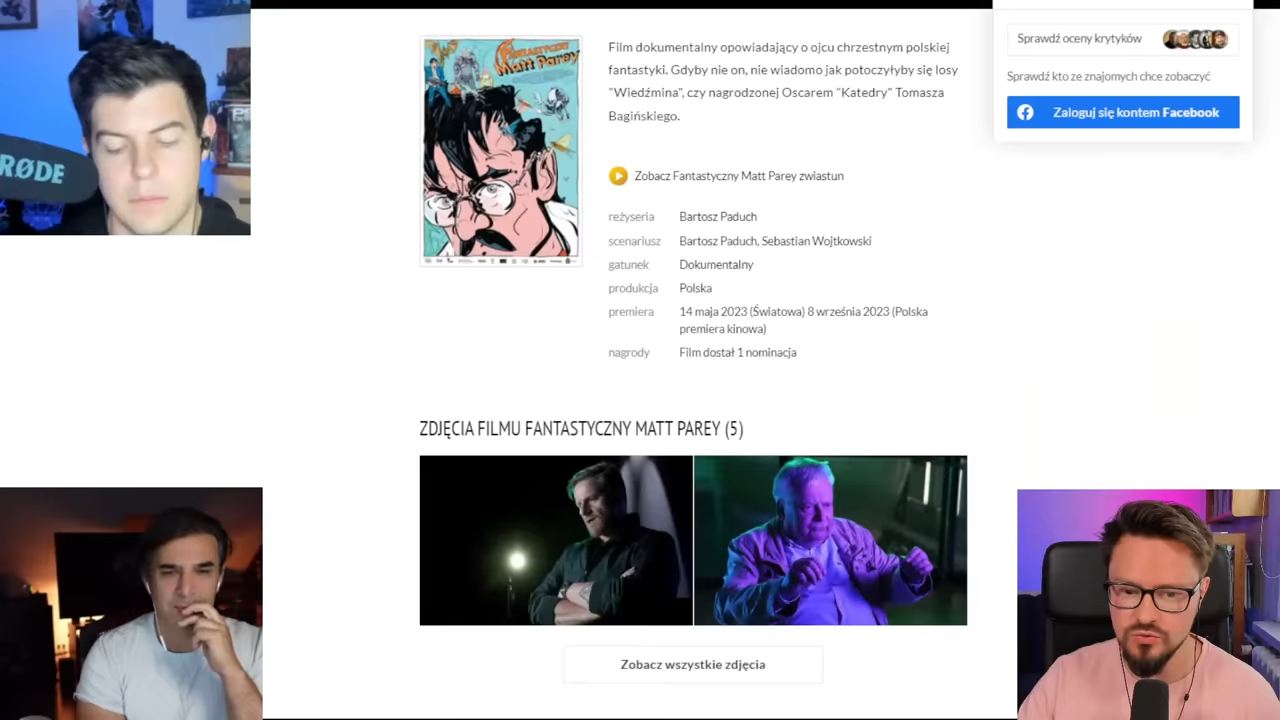 RØDE
Fantastyczny
Matt Parey
Film dokumentalny opowiadający o ojcu chrzestnym polskiej
fantastyki. Gdyby nie on, nie wiadomo jak potoczyłyby się losy
"Wiedźmina", czy nagrodzonej Oscarem "Katedry" Tomasza
Bagińskiego.
Zobacz Fantastyczny Matt Parey zwiastun
reżyseria Bartosz Paduch
scenariusz Bartosz Paduch, Sebastian Wojtkowski
gatunek Dokumentalny
produkcja Polska
premiera 14 maja 2023 (Światowa) 8 września 2023 (Polska
premiera kinowa)
nagrody Film dostał 1 nominacja
Sprawdź oceny krytyków
Sprawdź kto ze znajomych chce zobaczyć
Zaloguj się kontem Facebook
ZDJĘCIA FILMU FANTASTYCZNY MATT PAREY (5)
Zobacz wszystkie zdjęcia